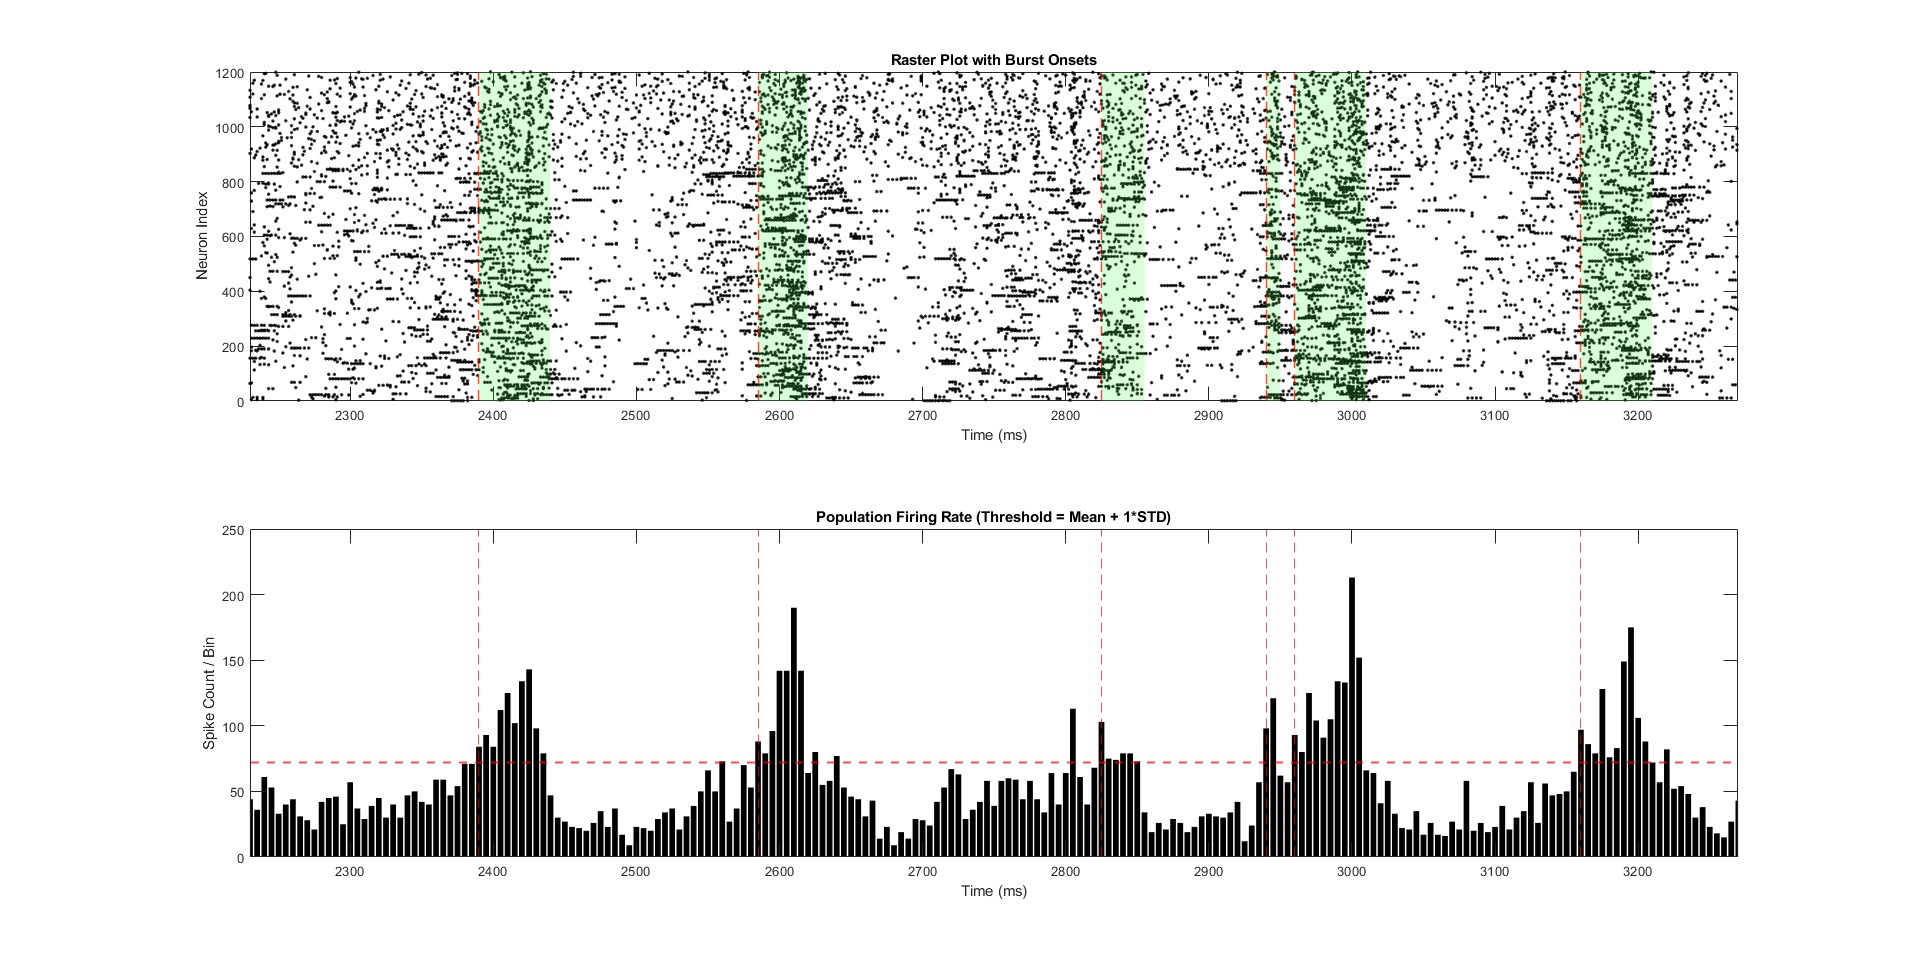 Raster Plot with Burst Onsets
1200
1000
800
600
400
200
0
Neuron Index
2300 2400 2500 2600 2700 2800 2900 3000 3100 3200
Time (ms)
Population Firing Rate (Threshold = Mean + 1*STD)
250
200
150
100
50
0
Spike Count / Bin
2300 2400 2500 2600 2700 2800 2900 3000 3100 3200
Time (ms)